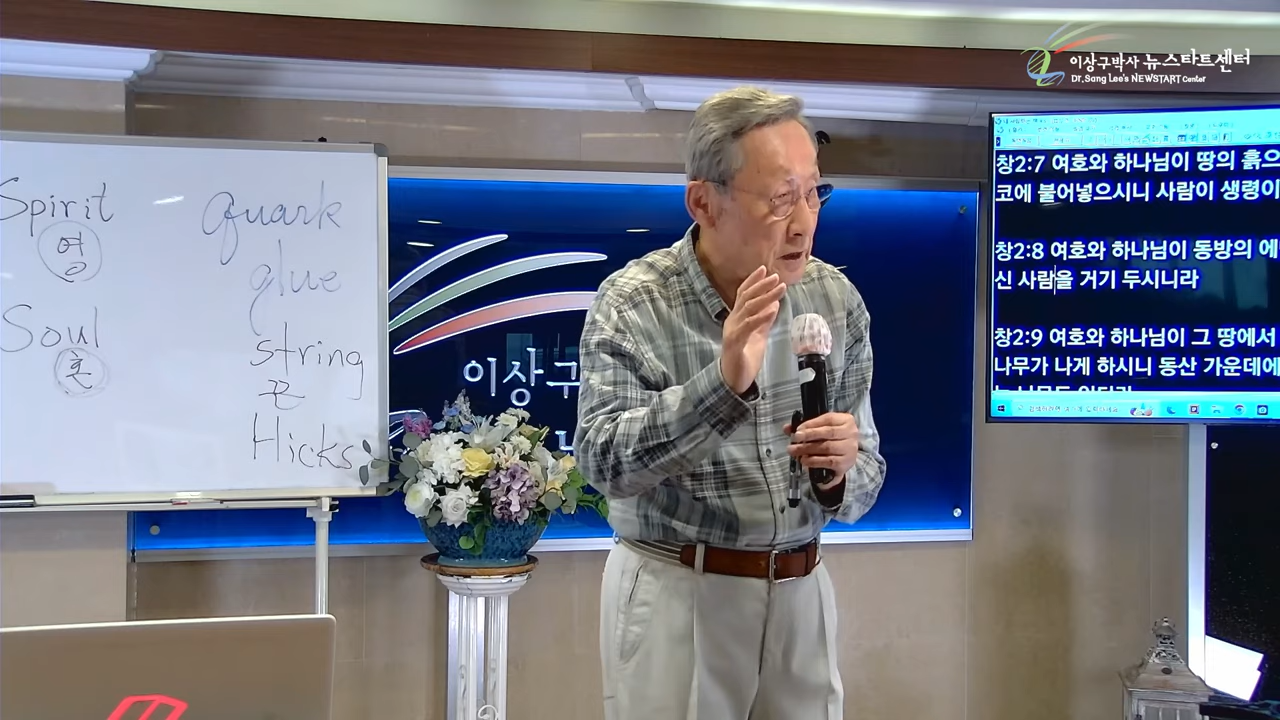 이상구박사 뉴스타트센터
Dr. Sang Lee's NEWSTART Center
Spirit
영
Soul
혼
quark
glue
string
끈
Hicks
이상구
창2:7 여호와 하나님이 땅의 흙으
코에 불어넣으시니 사람이 생령이
창2:8 여호와 하나님이 동방의 에
신 사람을 거기 두시니라
창2:9 여호와 하나님이 그 땅에서
나무가 나게 하시니 동산 가운데에